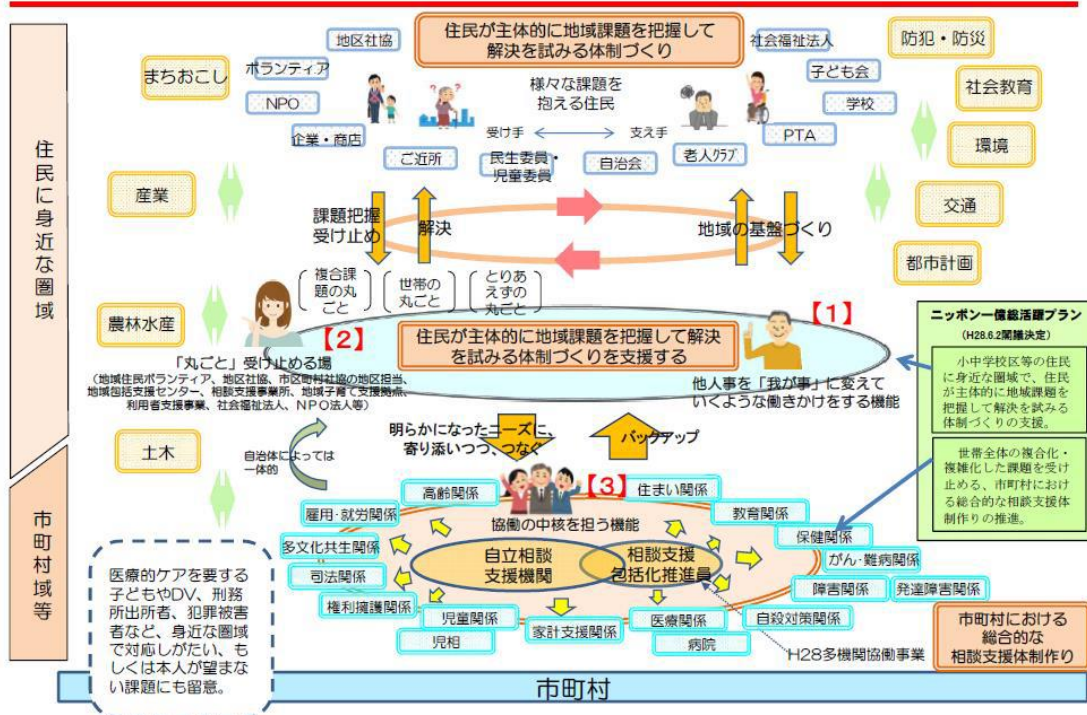 住民に身近な圏域
市町村域等
まちおこし
ボランティア
地区社協
NPO
企業・商店
住民が主体的に地域課題を把握して
解決を試みる体制づくり
様々な課題を
抱える住民
受け手
支え手
ご近所
民生委員・
児童委員
自治会
老人クラブ
社会福祉法人
子ども会
学校
PTA
防犯・防災
社会教育
環境
交通
都市計画
産業
農林水産
土木
課題把握
受け止め
解決
地域の基盤づくり
複合課
題の丸
ごと
世帯の
丸ごと
とりあ
えずの
丸ごと
【2】
【1】
住民が主体的に地域課題を把握して解決
を試みる体制づくりを支援する
「丸ごと」受け止める場
(地域住民ボランティア、地区社協、市区町村社協の地区担当、
地域包括支援センター、相談支援事業所、地域子育て支援拠点、
利用者支援事業、社会福祉法人、NPO法人等)
他人事を「我が事」に変えて
いくような働きかけをする機能
ニッポン一億総活躍プラン
(H28.6.2閣議決定)
小中学校区等の住民
に身近な圏域で、住民
が主体的に地域課題を
把握して解決を試みる
体制づくりの支援。
世帯全体の複合化・
複雑化した課題を受け
止める、市町村におけ
る総合的な相談支援体
制作りの推進。
明らかになったニーズに、
寄り添いつつ、つなぐ
バックアップ
自治体によっては
一体的
【3】
協働の中核を担う機能
自立相談
支援機関
相談支援
包括化推進員
高齢関係
雇用・就労関係
多文化共生関係
司法関係
権利擁護関係
児童関係
児相
家計支援関係
医療関係
病院
住まい関係
教育関係
保健関係
がん・難病関係
障害関係
発達障害関係
自殺対策関係
H28多機関協働事業
医療的ケアを要する
子どもやDV、刑務
所出所者、犯罪被害
者など、身近な圏域
で対応しがたい、も
しくは本人が望まな
い課題にも留意。
市町村における
総合的な
相談支援体制作り
市町村